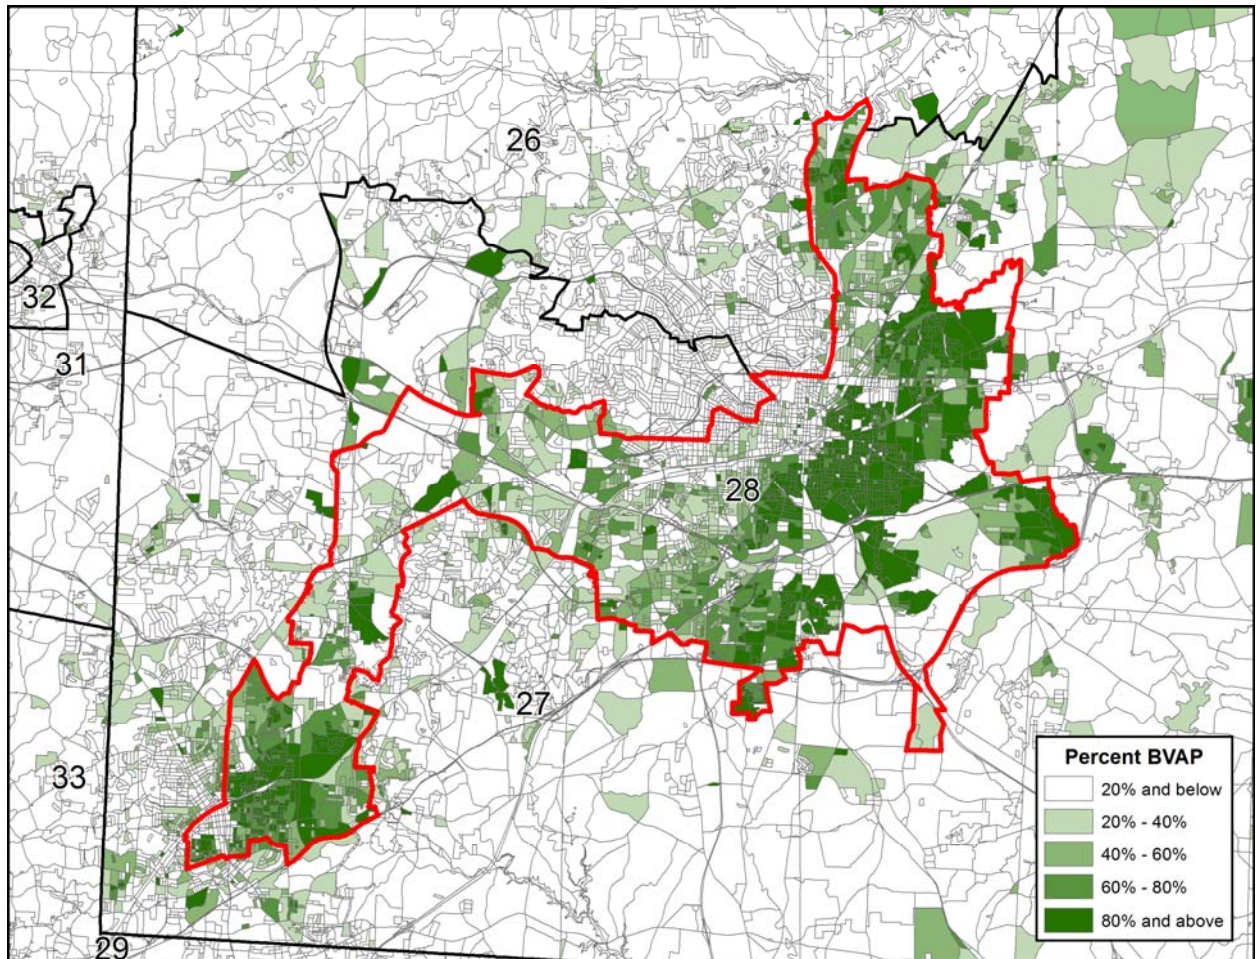 26
32
31
28
27
33
29
Percent BVAP
20% and below
20% - 40%
40% - 60%
60% - 80%
80% and above